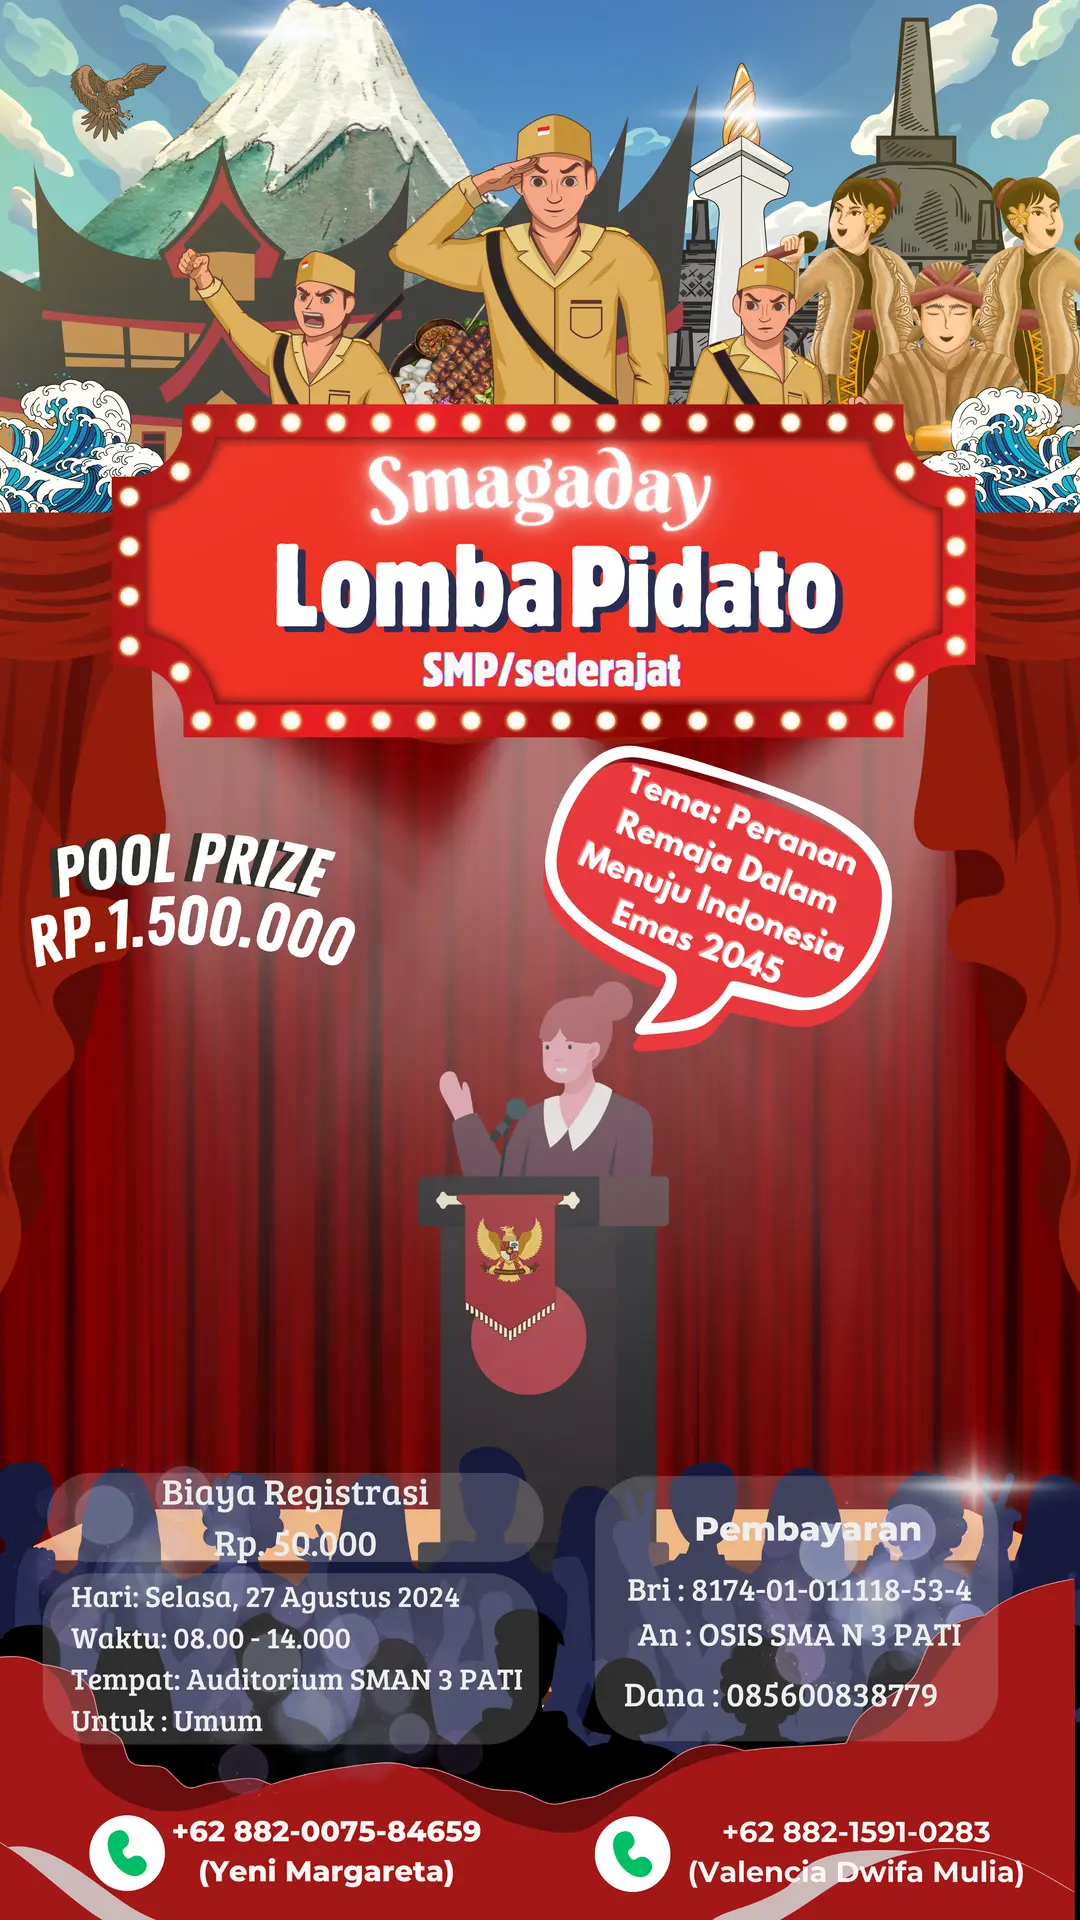 Smagaday
Lomba Pidato
SMP/sederajat
Tema: Peranan
Remaja Dalam
Menuju Indonesia
Emas 2045
POOL PRIZE
RP.1.500.000
Biaya Registrasi
Rp. 50.000
Hari: Selasa, 27 Agustus 2024
Waktu: 08.00 - 14.000
Tempat: Auditorium SMAN 3 PATI
Untuk : Umum
Pembayaran
Bri : 8174-01-011118-53-4
An : OSIS SMA N 3 PATI
Dana : 085600838779
+62 882-0075-84659
(Yeni Margareta)
+62 882-1591-0283
(Valencia Dwifa Mulia)